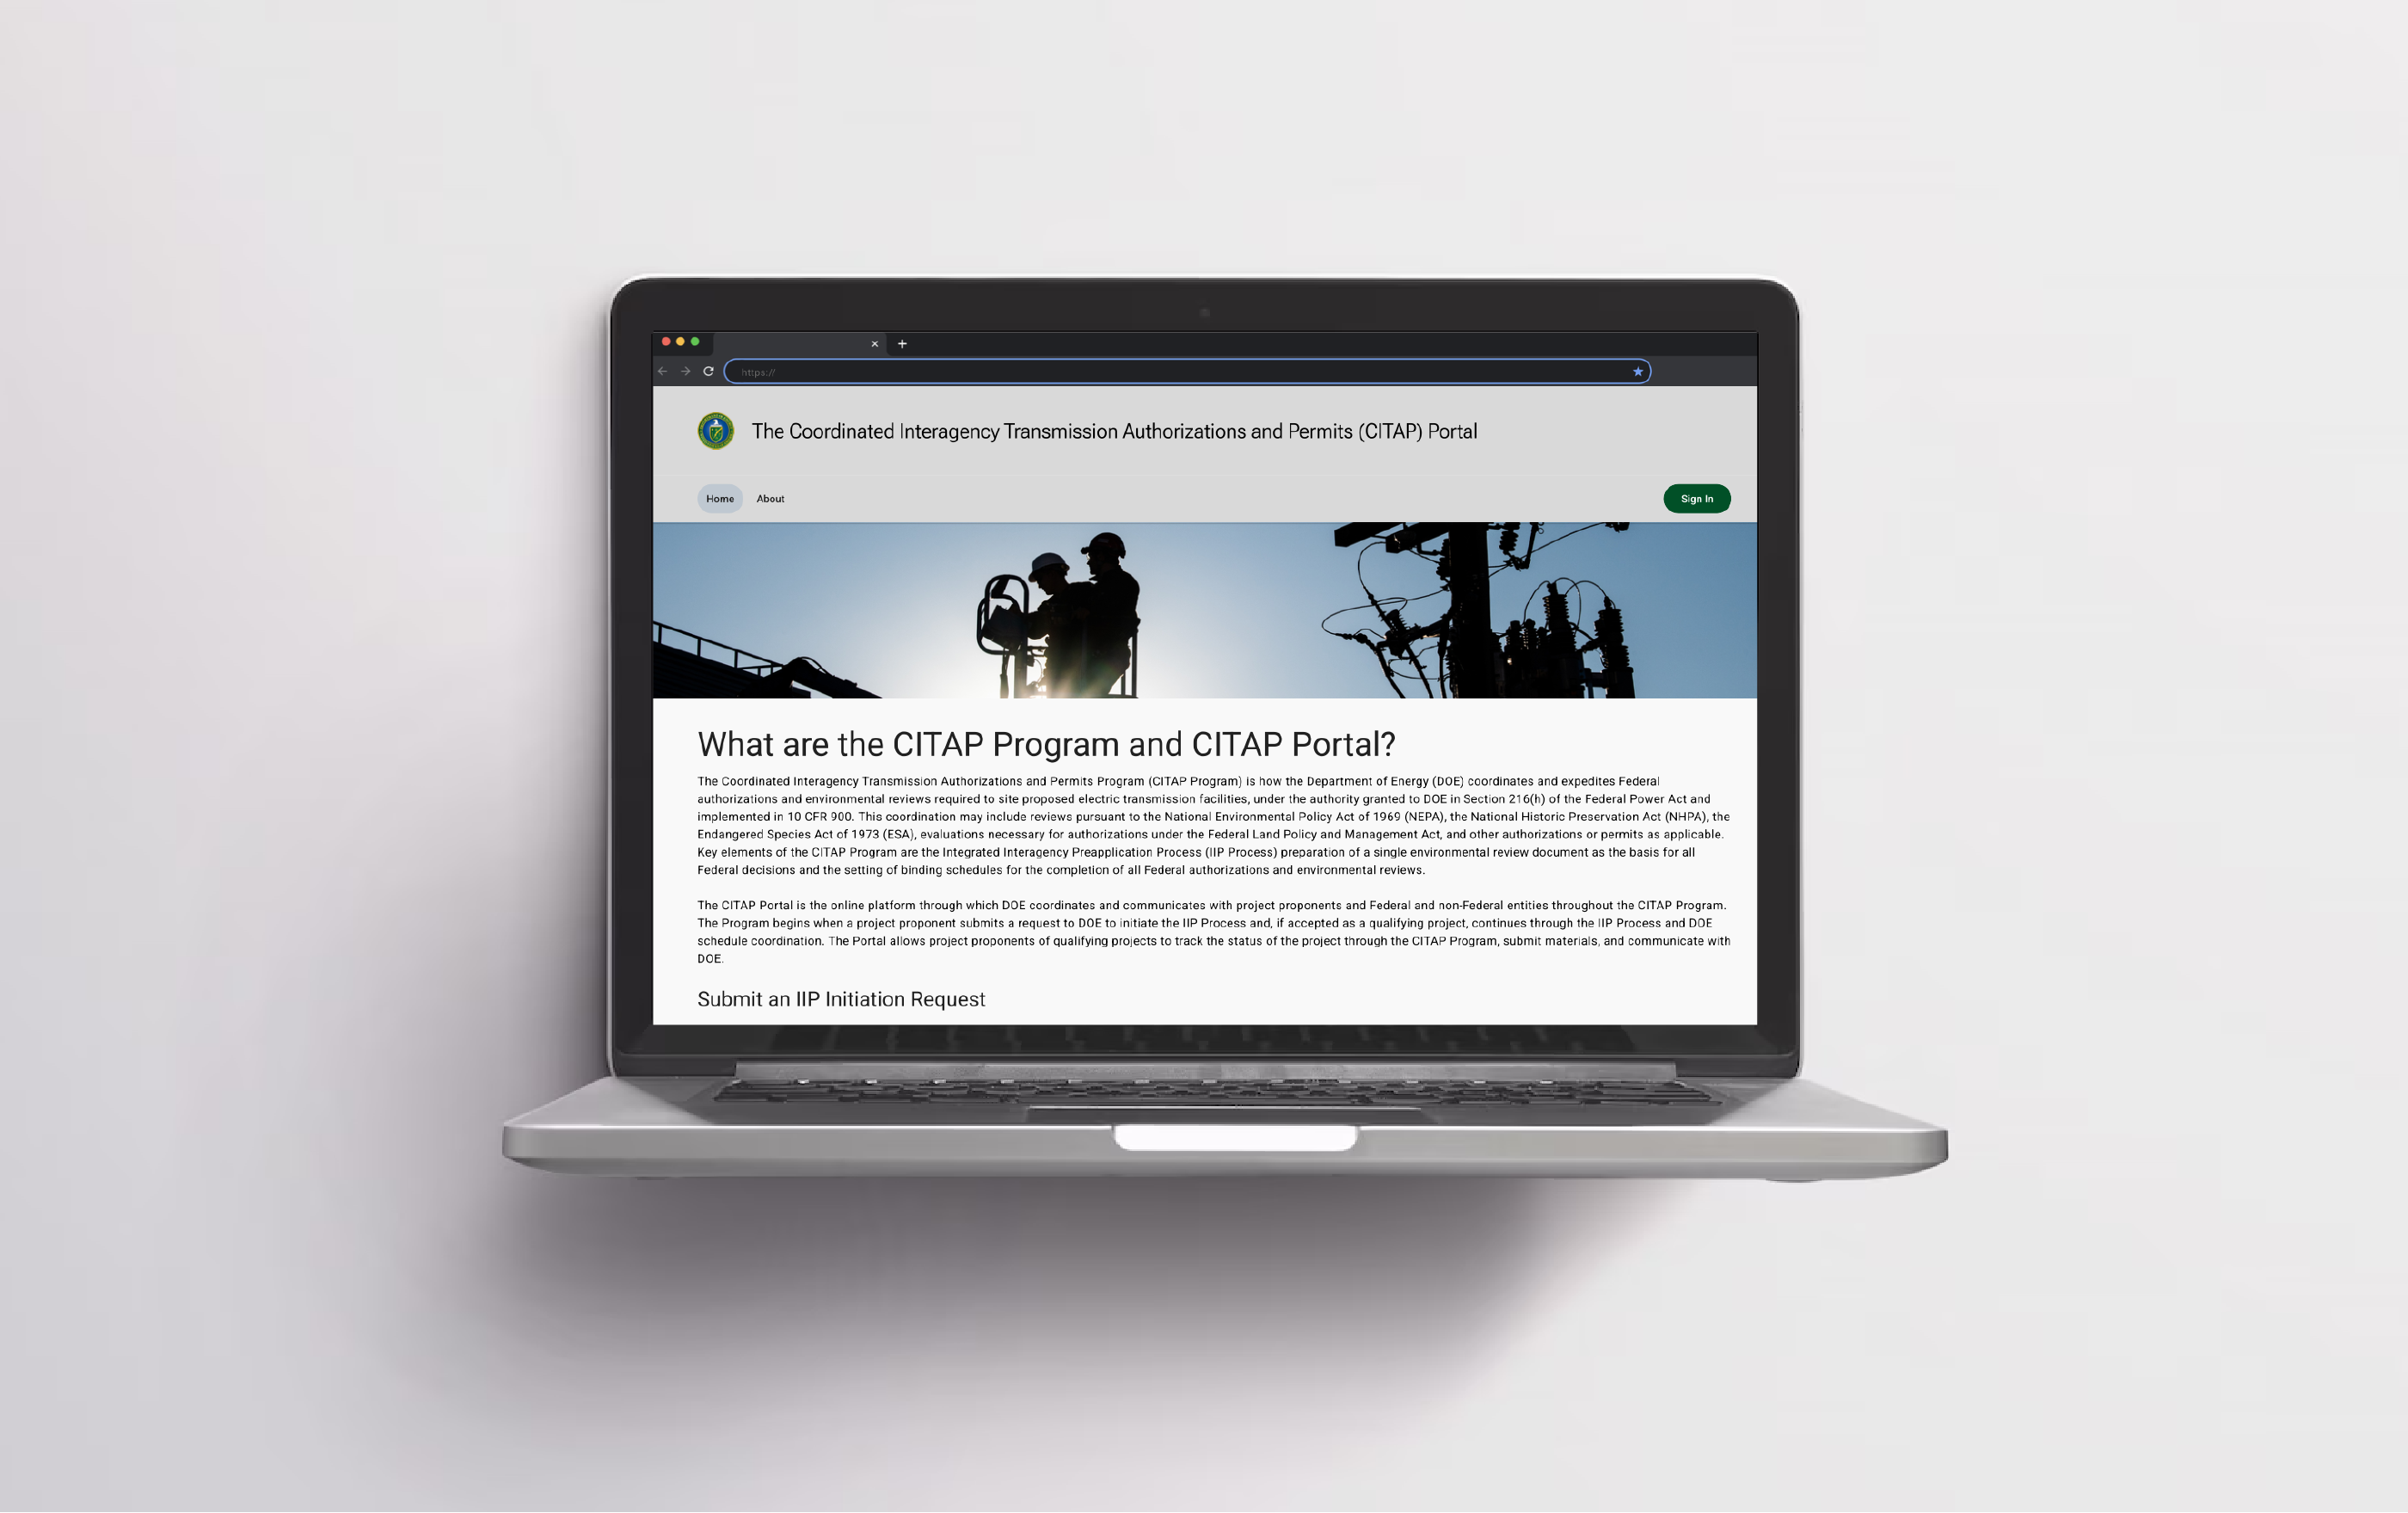 https://
The Coordinated Interagency Transmission Authorizations and Permits (CITAP) Portal
Home About Sign In
What are the CITAP Program and CITAP Portal?
The Coordinated Interagency Transmission Authorizations and Permits Program (CITAP Program) is how the Department of Energy (DOE) coordinates and expedites Federal
authorizations and environmental reviews required to site proposed electric transmission facilities, under the authority granted to DOE in Section 216(h) of the Federal Power Act and
implemented in 10 CFR 900. This coordination may include reviews pursuant to the National Environmental Policy Act of 1969 (NEPA), the National Historic Preservation Act (NHPA), the
Endangered Species Act of 1973 (ESA), evaluations necessary for authorizations under the Federal Land Policy and Management Act, and other authorizations or permits as applicable.
Key elements of the CITAP Program are the Integrated Interagency Preapplication Process (IIP Process) preparation of a single environmental review document as the basis for all
Federal decisions and the setting of binding schedules for the completion of all Federal authorizations and environmental reviews.
The CITAP Portal is the online platform through which DOE coordinates and communicates with project proponents and Federal and non-Federal entities throughout the CITAP Program.
The Program begins when a project proponent submits a request to DOE to initiate the IIP Process and, if accepted as a qualifying project, continues through the IIP Process and DOE
schedule coordination. The Portal allows project proponents of qualifying projects to track the status of the project through the CITAP Program, submit materials, and communicate with
DOE.
Submit an IIP Initiation Request